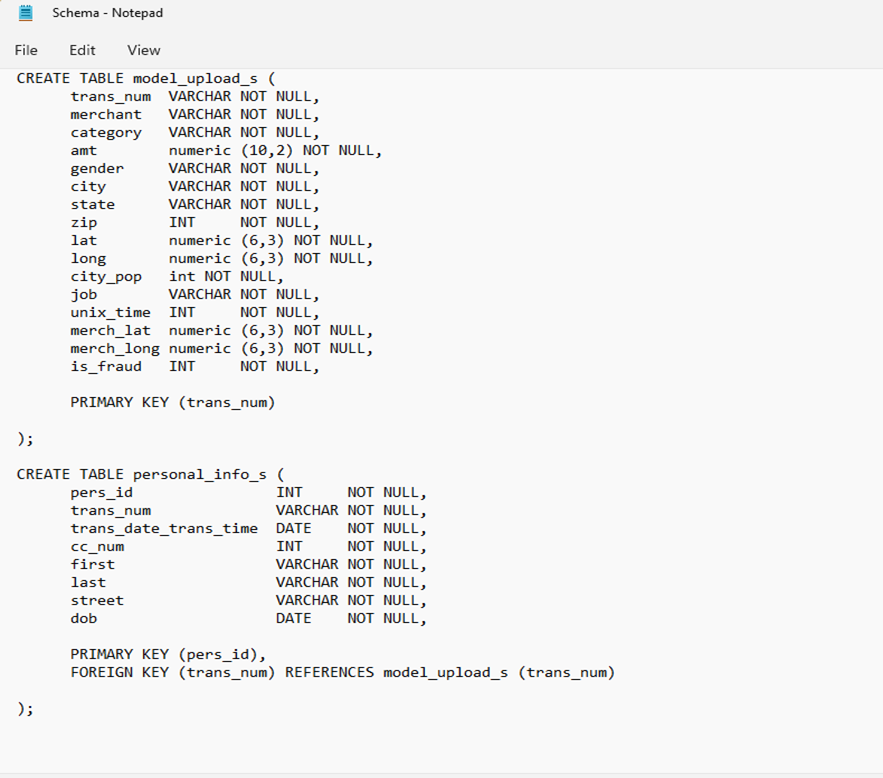 Schema - Notepad
File Edit View
CREATE TABLE model_upload_s (
trans_num VARCHAR NOT NULL,
merchant VARCHAR NOT NULL,
category VARCHAR NOT NULL,
amt numeric (10,2) NOT NULL,
gender VARCHAR NOT NULL,
city VARCHAR NOT NULL,
state VARCHAR NOT NULL,
zip INT NOT NULL,
lat numeric (6,3) NOT NULL,
long numeric (6,3) NOT NULL,
city_pop int NOT NULL,
job VARCHAR NOT NULL,
unix_time INT NOT NULL,
merch_lat numeric (6,3) NOT NULL,
merch_long numeric (6,3) NOT NULL,
is_fraud INT NOT NULL,
PRIMARY KEY (trans_num)
);
CREATE TABLE personal_info_s (
pers_id INT NOT NULL,
trans_num VARCHAR NOT NULL,
trans_date_trans_time DATE NOT NULL,
cc_num INT NOT NULL,
first VARCHAR NOT NULL,
last VARCHAR NOT NULL,
street VARCHAR NOT NULL,
dob DATE NOT NULL,
PRIMARY KEY (pers_id),
FOREIGN KEY (trans_num) REFERENCES model_upload_s (trans_num)
);